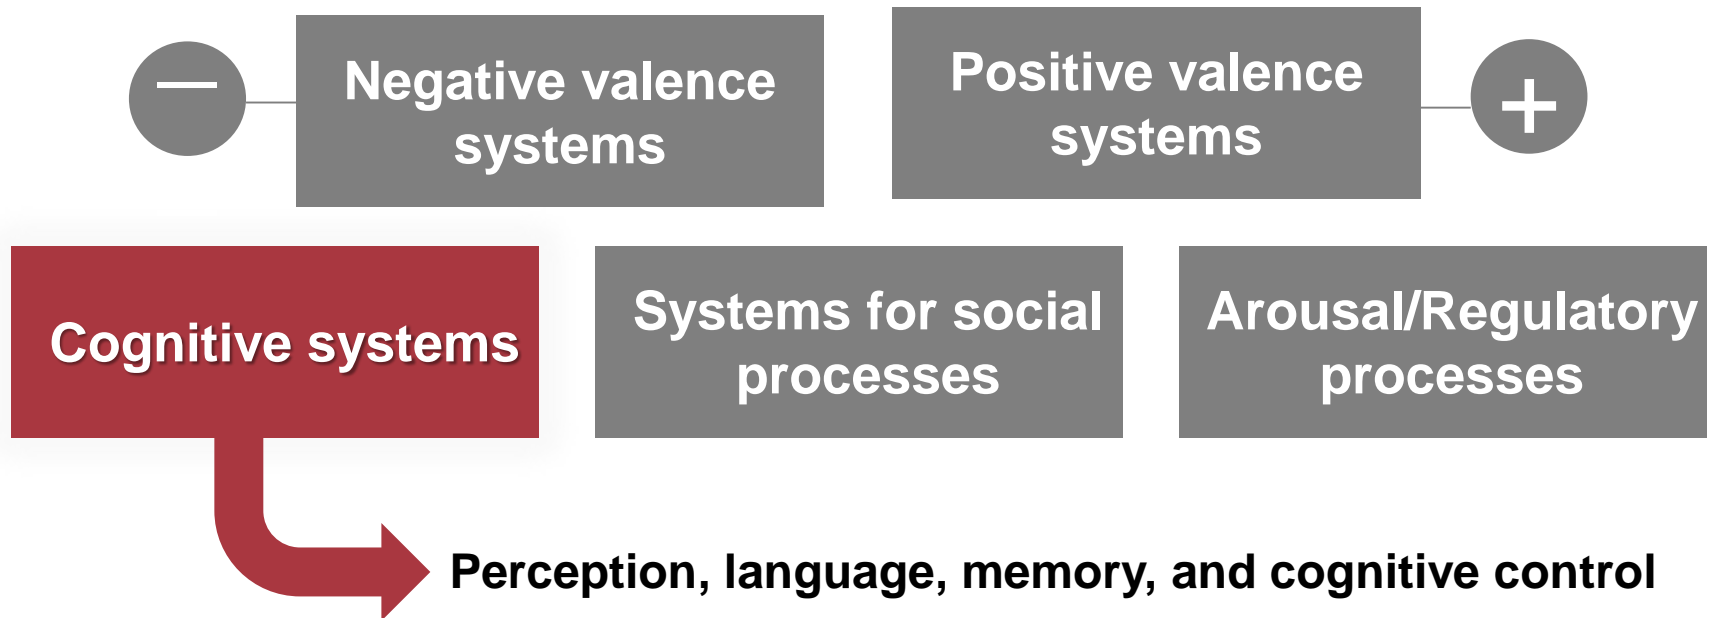 Negative valence
systems
Positive valence
systems
+
Cognitive systems
Systems for social
processes
Arousal/Regulatory
processes
Perception, language, memory, and cognitive control